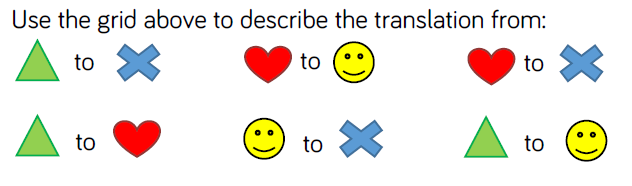 Use the grid above to describe the translation from:
to to to
to to to